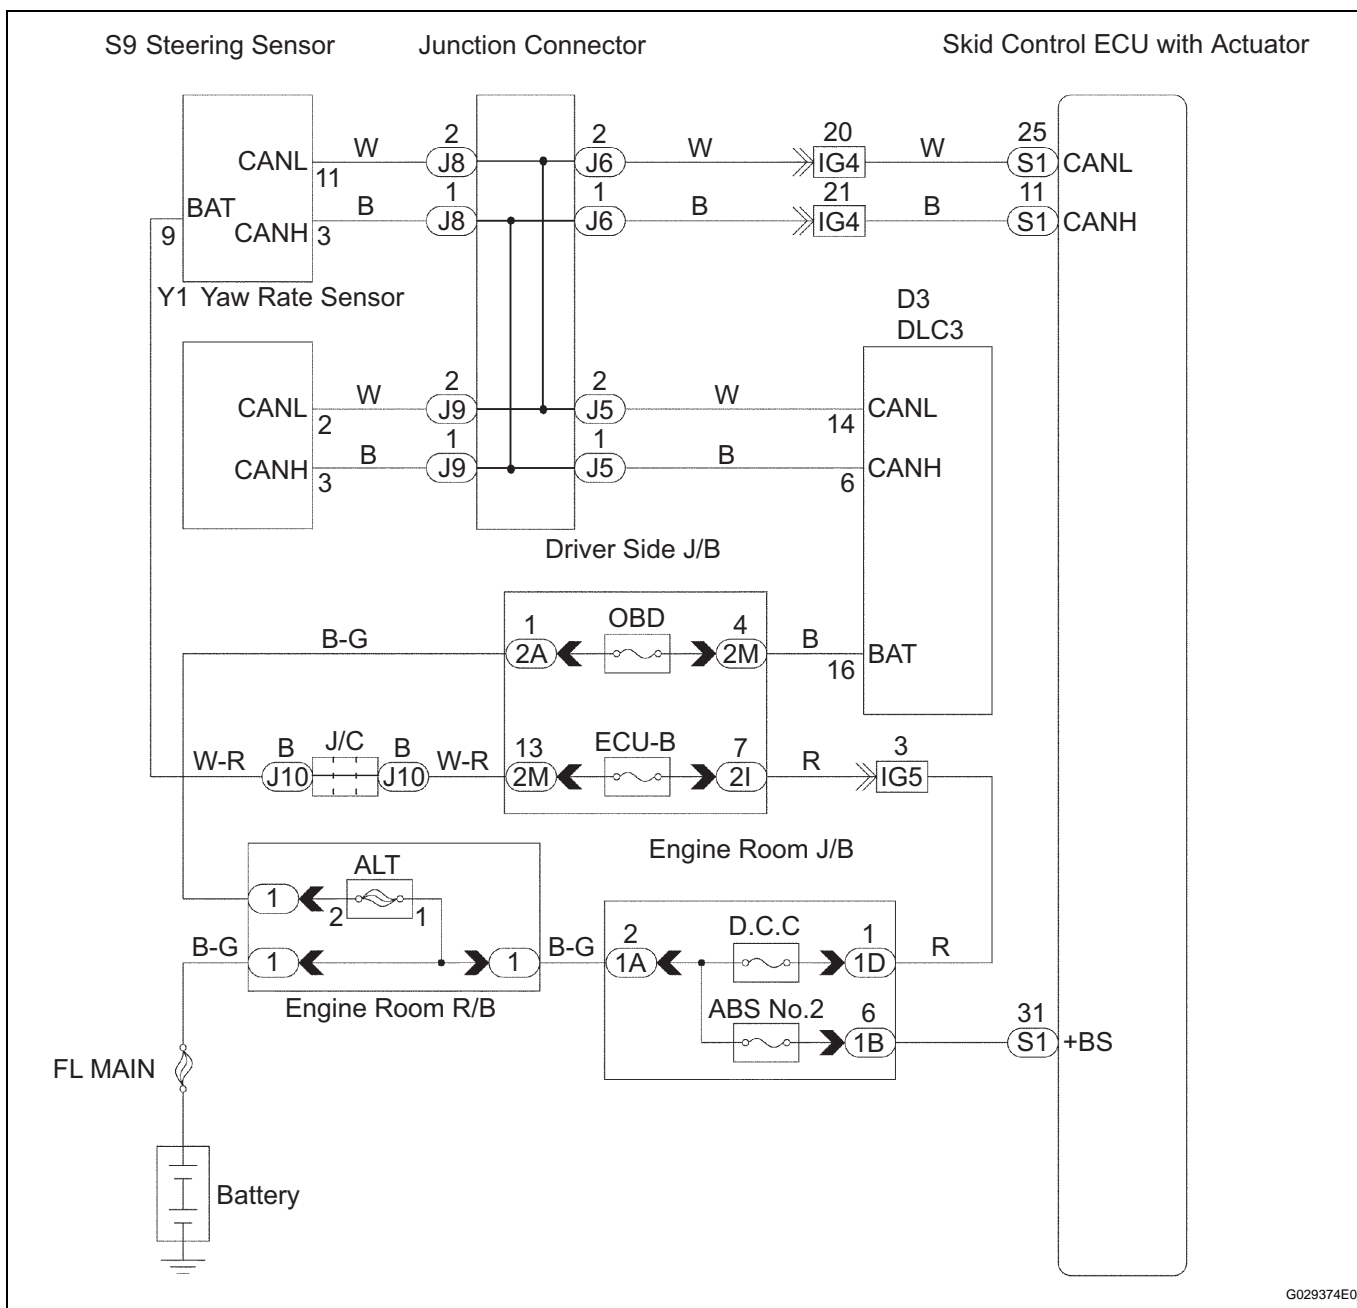 S9 Steering Sensor Junction Connector Skid Control ECU with Actuator
2 2 20 25
CANL W J8 J6 W IG4 W S1 CANL
11 1 1 21 11
BAT B J8 J6 B IG4 B S1 CANH
9 CANH 3
Y1 Yaw Rate Sensor
D3
DLC3
2 2
CANL W J9 J5 W CANL
2 1 1 14
CANH B J9 J5 B CANH
3 6
Driver Side J/B
1 OBD 4
B-G 2A 2M B BAT
16
B J/C B 13 ECU-B 7 3
W-R J10 J10 W-R 2M 2I R IG5
Engine Room J/B
ALT
1 2 1
2 D.C.C 1
B-G 1 1 B-G 1A 1D R
Engine Room R/B
ABS No.2 6 31
1B S1 +BS
FL MAIN
Battery
G029374E0